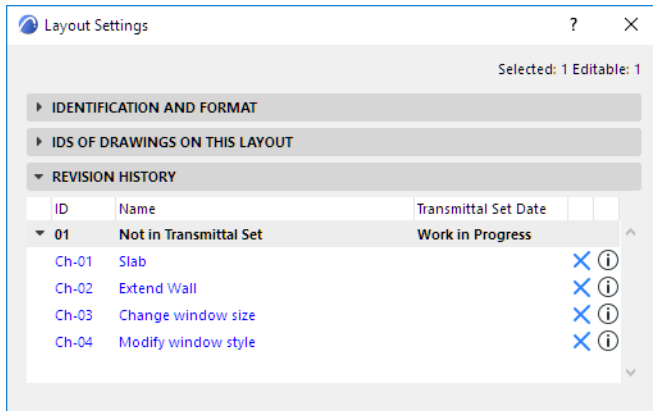 Layout Settings ?
Selected: 1 Editable: 1
IDENTIFICATION AND FORMAT
IDS OF DRAWINGS ON THIS LAYOUT
REVISION HISTORY
ID Name Transmittal Set Date
01 Not in Transmittal Set Work in Progress
Ch-01 Slab
Ch-02 Extend Wall
Ch-03 Change window size
Ch-04 Modify window style